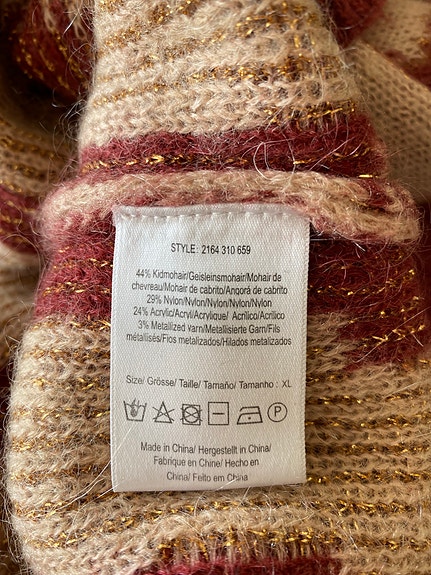 STYLE: 2164 310 659
44% Kidmohair/Geisleinsmohair/Mohair de
chevreau/Mohair de cabrito/Angorá de cabrito
29% Nylon/Nylon/Nylon/Nylon/Nylon
24% Acrylic/Acryl/Acrylique/ Acrílico/Acrílico
3% Metallized yarn/Metallisierte Garn/Fils
métallisés/Fios metalizados/Hilados metalizados
Size/ Grösse/ Taille/ Tamaño/ Tamanho : XL
P
Made in China/ Hergestellt in China/
Fabrique en Chine/ Hecho en
China/ Feito em China